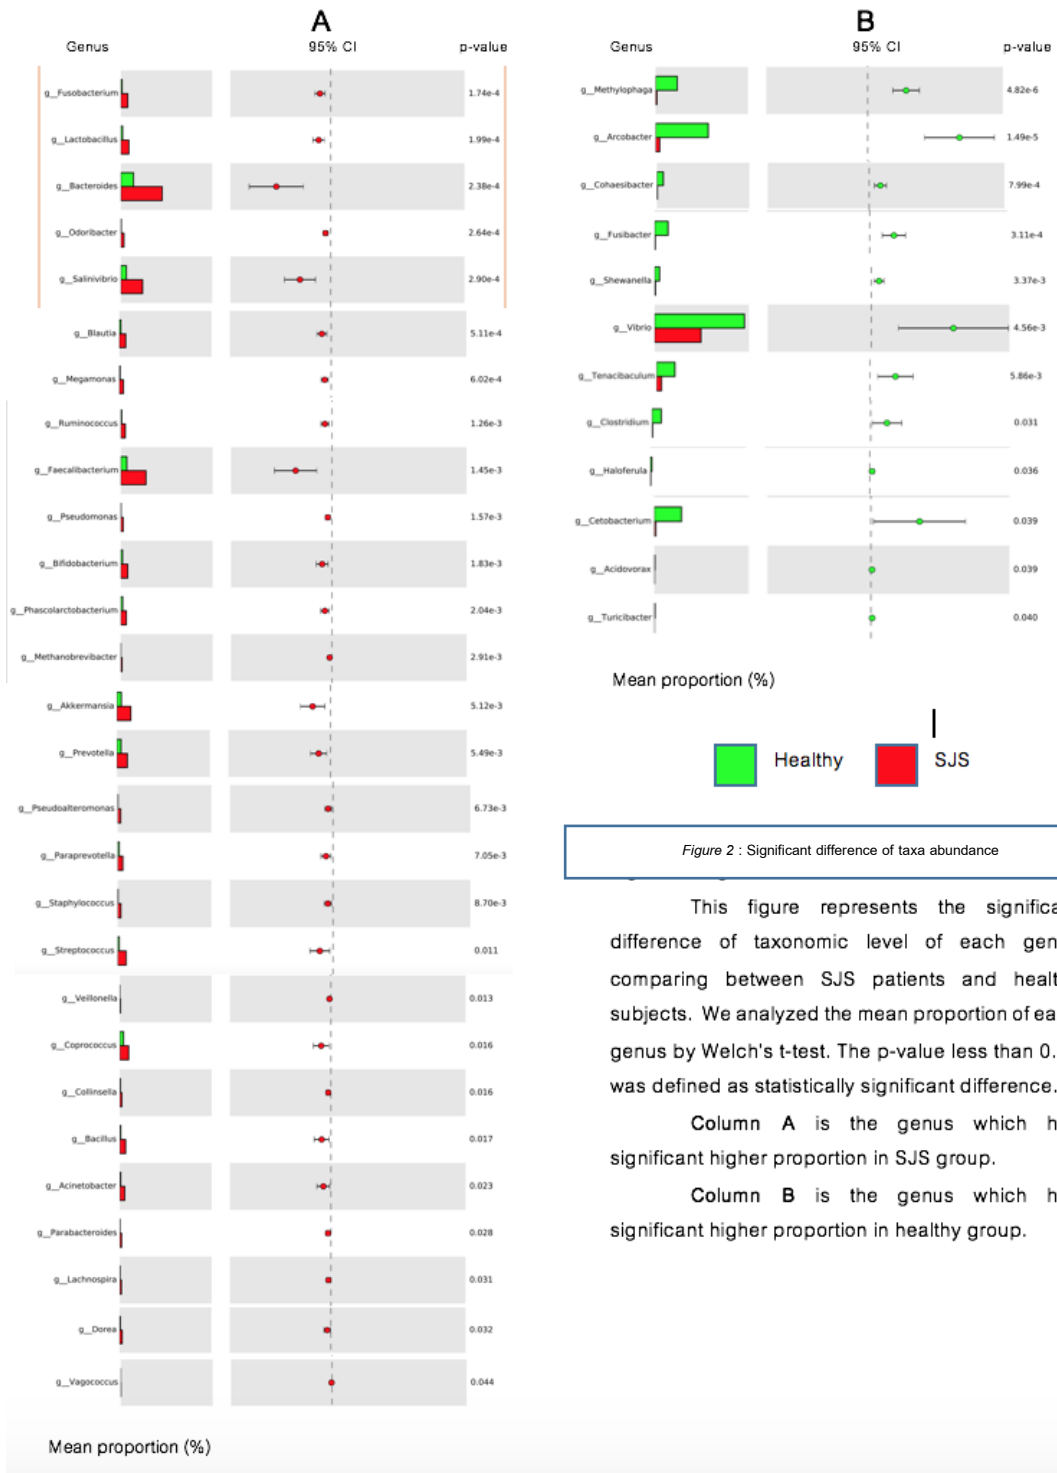 A
Genus 95% CI p-value
g__Fusobacterium 1.74e-4
g__Lactobacillus 1.99e-4
g__Bacteroides 2.38e-4
g__Odoribacter 2.64e-4
g__Salinivibrio 2.90e-4
g__Blautia 5.11e-4
g__Megamonas 6.02e-4
g__Ruminococcus 1.26e-3
g__Faecalibacterium 1.45e-3
g__Pseudomonas 1.57e-3
g__Bifidobacterium 1.83e-3
g__Phascolarctobacterium 2.04e-3
g__Methanobrevibacter 2.91e-3
g__Akkermansia 5.12e-3
g__Prevotella 5.49e-3
g__Pseudoalteromonas 6.73e-3
g__Paraprevotella 7.05e-3
g__Staphylococcus 8.70e-3
g__Streptococcus 0.011
g__Veillonella 0.013
g__Coprococcus 0.016
g__Collinsella 0.016
g__Bacillus 0.017
g__Acinetobacter 0.023
g__Parabacteroides 0.028
g__Lachnospira 0.031
g__Dorea 0.032
g__Vagococcus 0.044
Mean proportion (%)
B
Genus 95% CI p-value
g__Methylophaga 4.82e-6
g__Arcobacter 1.49e-5
g__Cohaesibacter 7.99e-4
g__Fusibacter 3.11e-4
g__Shewanella 3.37e-3
g__Vibrio 4.56e-3
g__Tenacibaculum 5.86e-3
g__Clostridium 0.031
g__Haloferula 0.036
g__Cetobacterium 0.039
g__Acidovorax 0.039
g__Turicibacter 0.040
Mean proportion (%)
Healthy SJS
Figure 2 : Significant difference of taxa abundance
This figure represents the significa
difference of taxonomic level of each gen
comparing between SJS patients and healt
subjects. We analyzed the mean proportion of ea
genus by Welch's t-test. The p-value less than 0.
was defined as statistically significant difference.
Column A is the genus which h
significant higher proportion in SJS group.
Column B is the genus which h
significant higher proportion in healthy group.